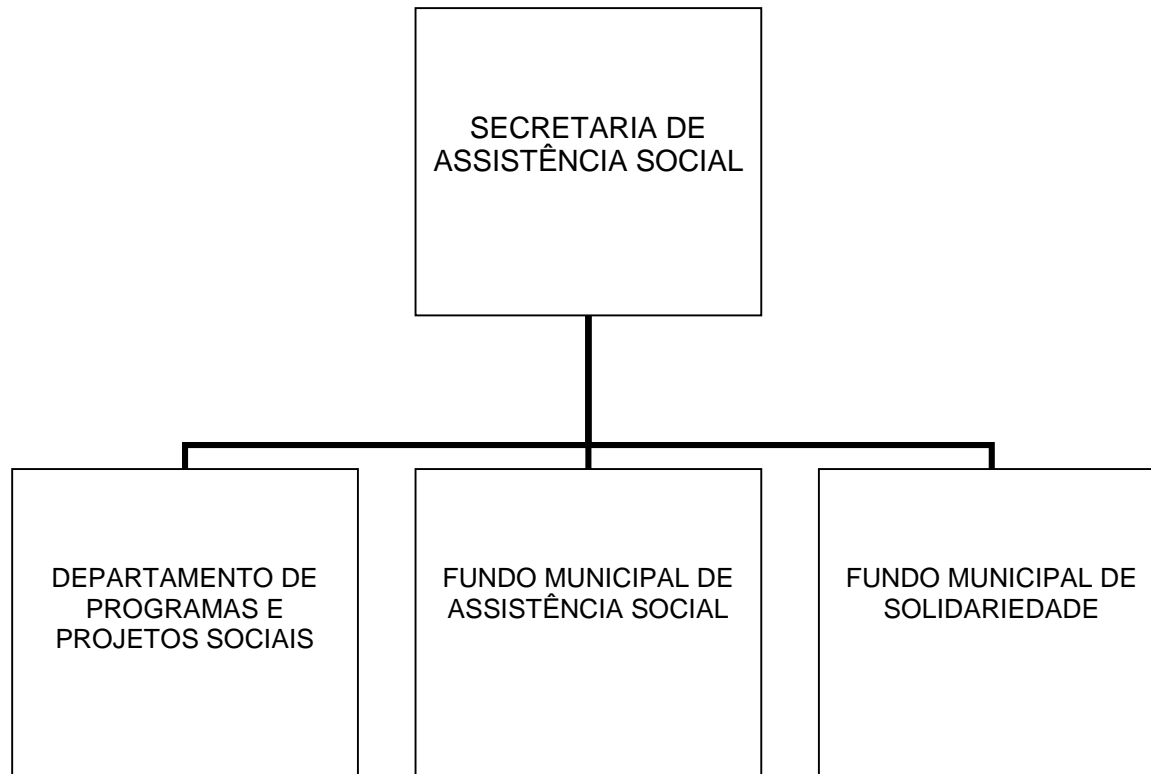 SECRETARIA DE
ASSISTÊNCIA SOCIAL
DEPARTAMENTO DE
PROGRAMAS E
PROJETOS SOCIAIS
FUNDO MUNICIPAL DE
ASSISTÊNCIA SOCIAL
FUNDO MUNICIPAL DE
SOLIDARIEDADE